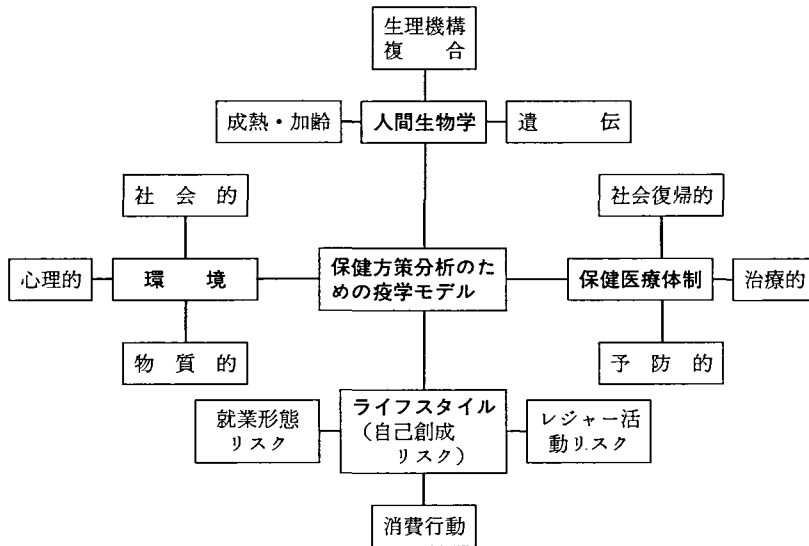 生理機構
複合
成熟・加齢
人間生物学
遺伝
社会的
社会復帰的
心理的
環境
保健方策分析のた
めの疫学モデル
保健医療体制
治療的
物質的
予防的
就業形態
リスク
ライフスタイル
（自己創成
リスク）
レジャー活
動リスク
消費行動